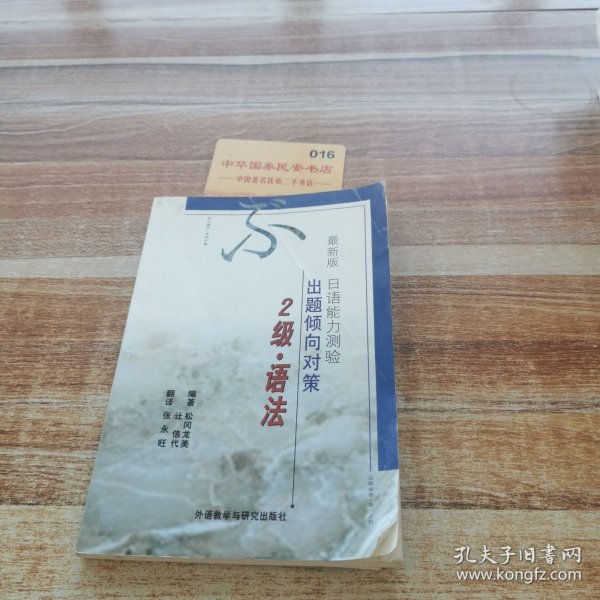 016
中华国泰民安书店
中国著名连锁二手书店
ぶ
最新版 日语能力测验
出题倾向对策
2级·语法
编著
松冈龙美
辻信代
翻译
张永旺
外语教学与研究出版社
孔夫子旧书网
www.kongfz.com